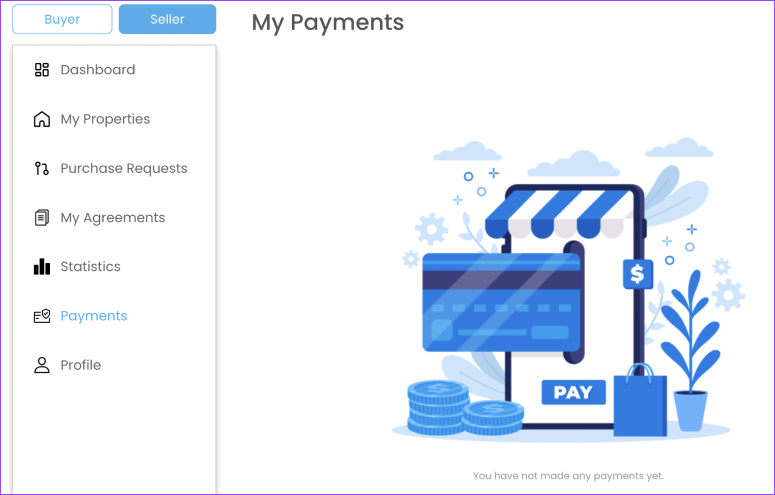 Buyer
Seller
My Payments
Dashboard
My Properties
Purchase Requests
My Agreements
Statistics
Payments
Profile
$
PAY
$
$
You have not made any payments yet.